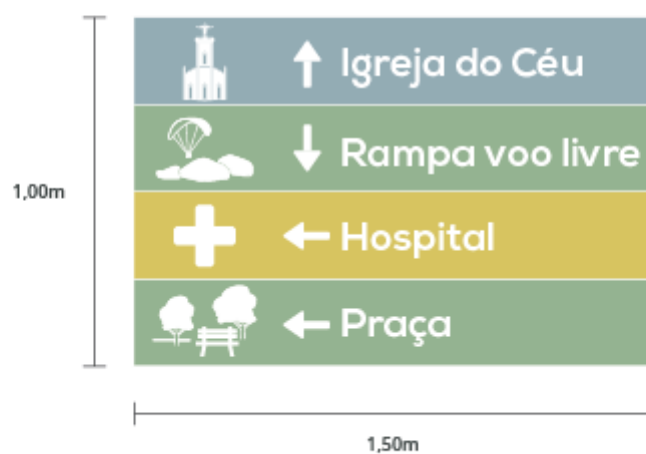 Igreja do Céu
Rampa voo livre
1,00m
Hospital
Praça
1,50m